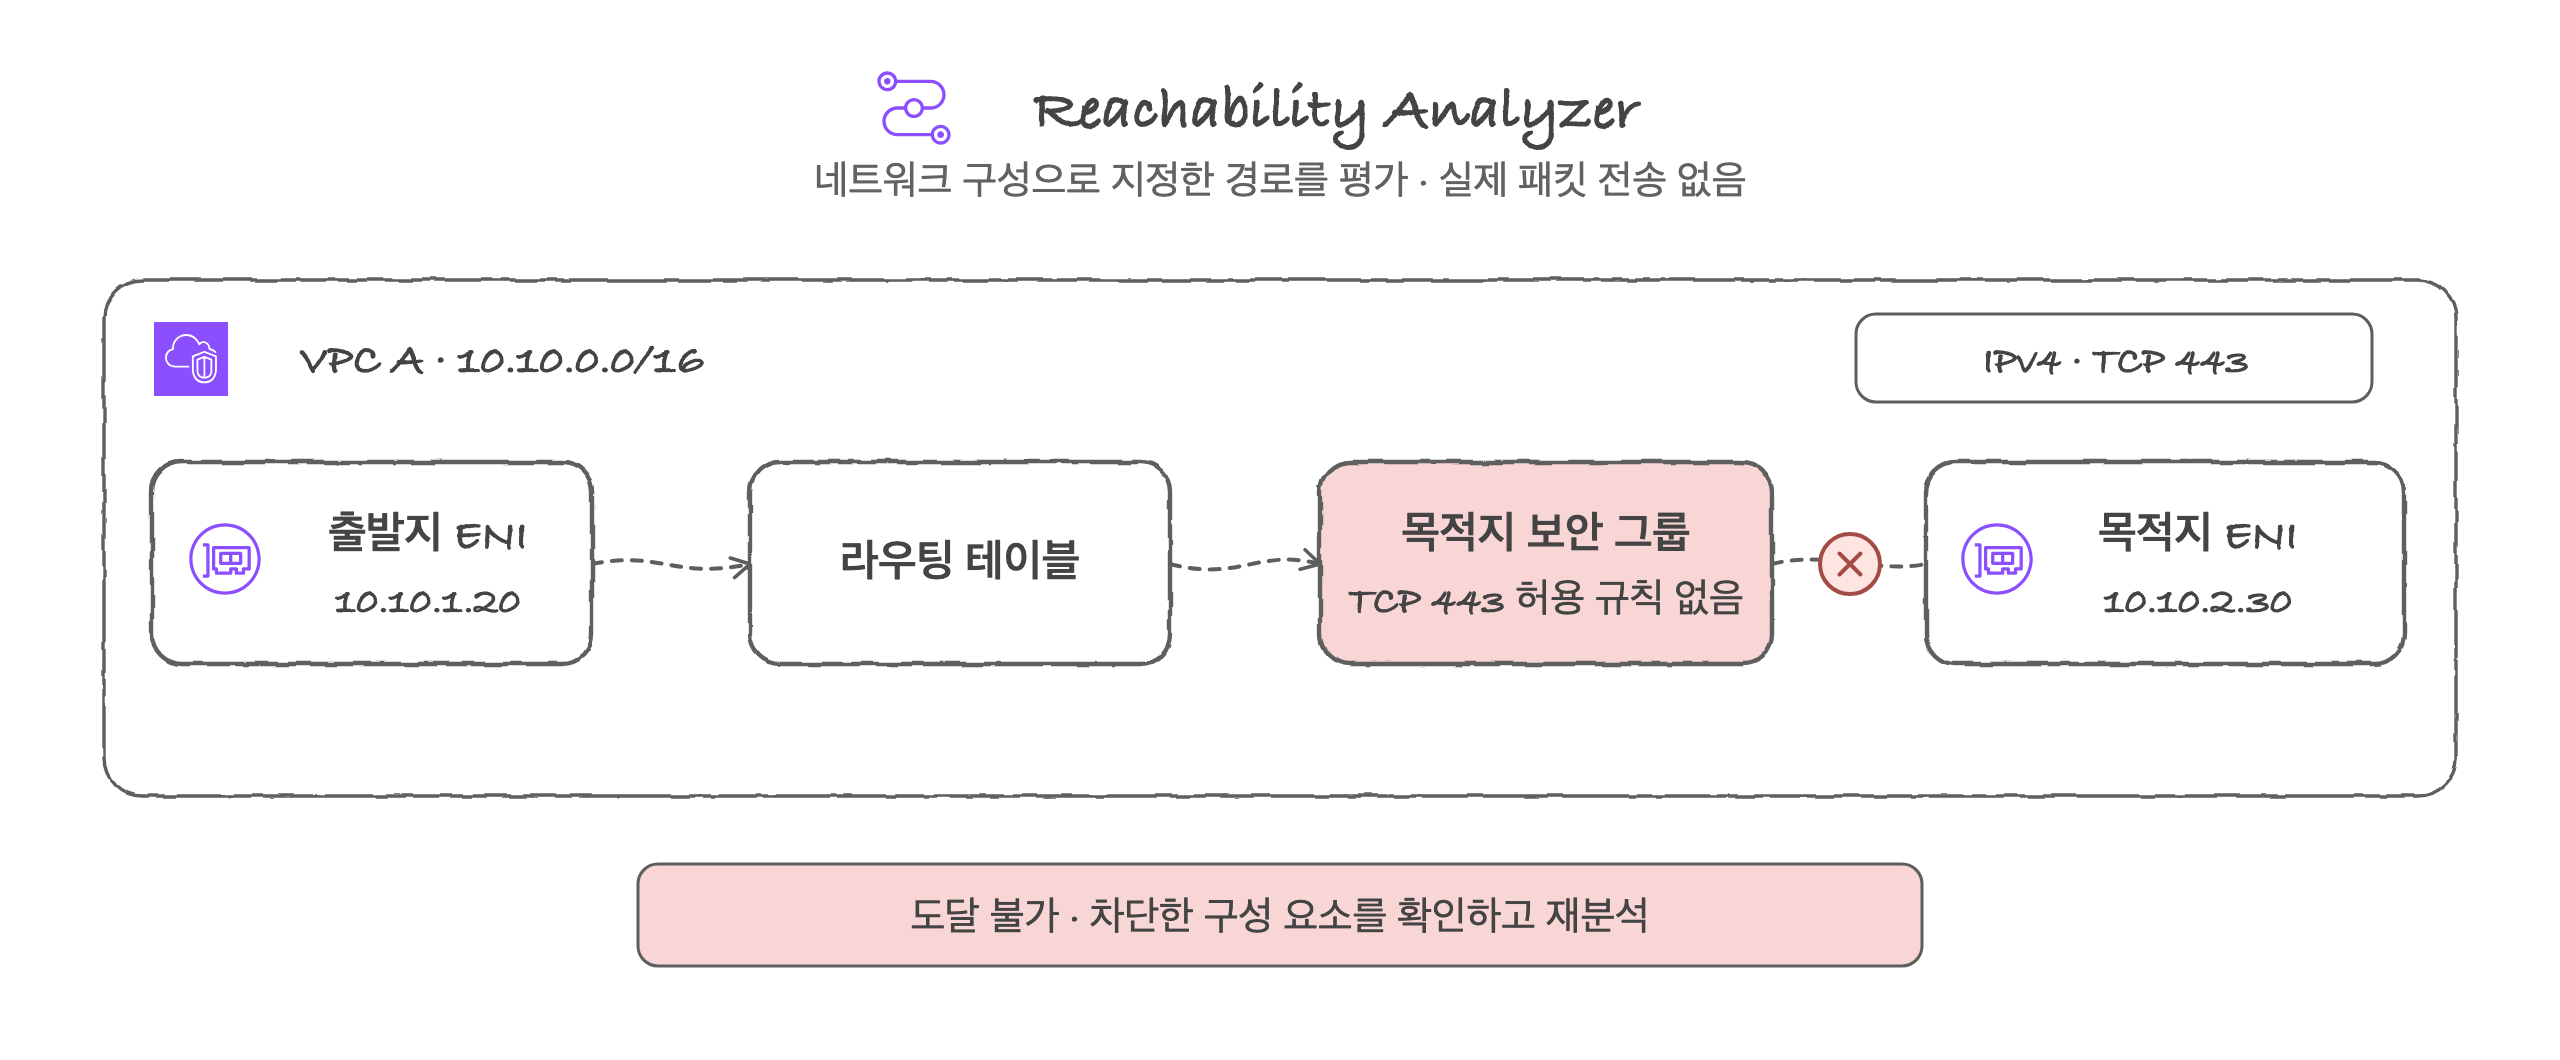 Reachability Analyzer
네트워크 구성으로 지정한 경로를 평가 · 실제 패킷 전송 없음
VPC A · 10.10.0.0/16
IPv4 · TCP 443
출발지 ENI
10.10.1.20
라우팅 테이블
목적지 보안 그룹
TCP 443 허용 규칙 없음
목적지 ENI
10.10.2.30
도달 불가 · 차단한 구성 요소를 확인하고 재분석